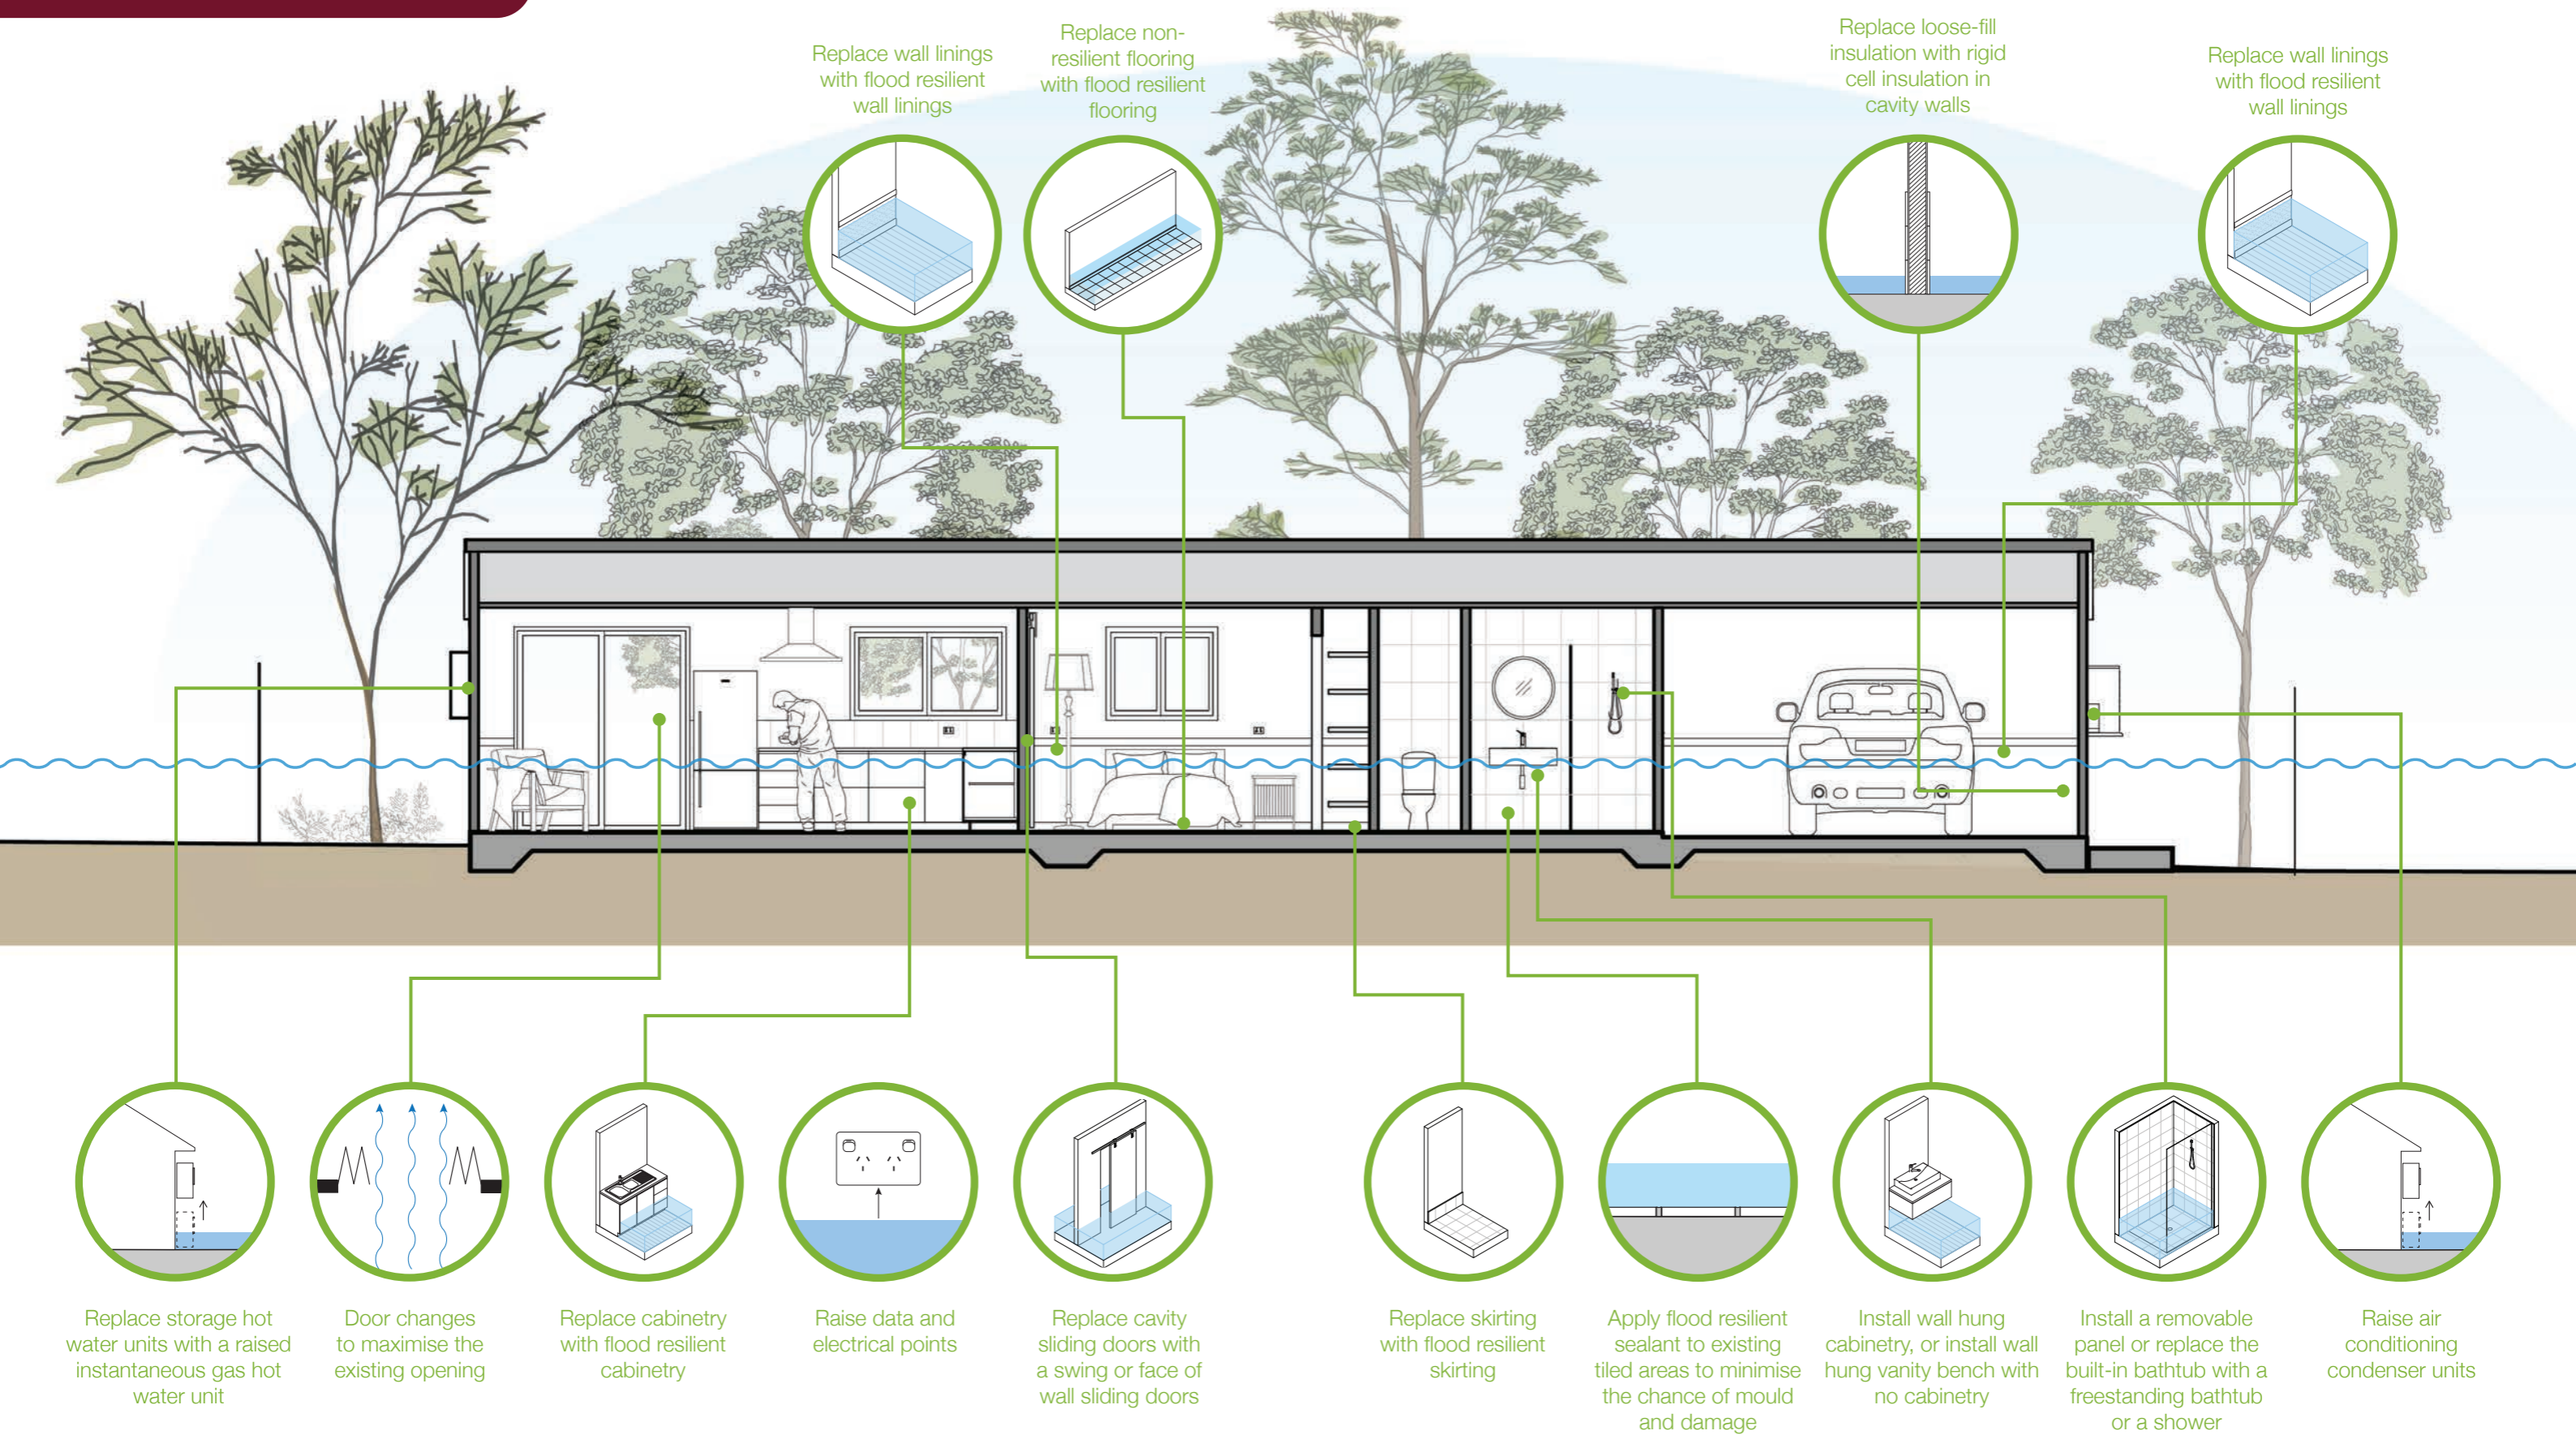 Replace wall linings
with flood resilient
wall linings
Replace non-
resilient flooring
with flood resilient
flooring
Replace loose-fill
insulation with rigid
cell insulation in
cavity walls
Replace wall linings
with flood resilient
wall linings
Replace storage hot
water units with a raised
instantaneous gas hot
water unit
Door changes
to maximise the
existing opening
Replace cabinetry
with flood resilient
cabinetry
Raise data and
electrical points
Replace cavity
sliding doors with
a swing or face of
wall sliding doors
Replace skirting
with flood resilient
skirting
Apply flood resilient
sealant to existing
tiled areas to minimise
the chance of mould
and damage
Install wall hung
cabinetry, or install wall
hung vanity bench with
no cabinetry
Install a removable
panel or replace the
built-in bathtub with a
freestanding bathtub
or a shower
Raise air
conditioning
condenser units